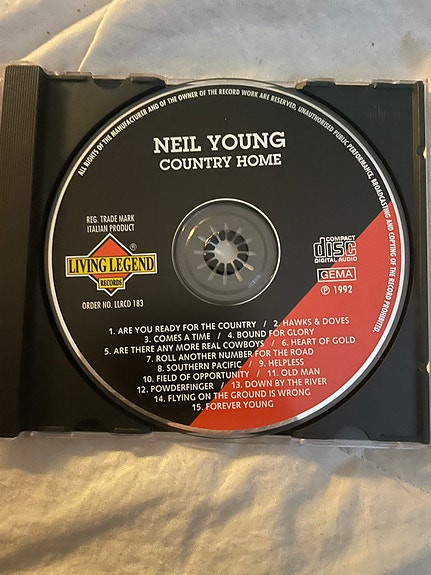 ALL RIGHTS OF THE MANUFACTURER AND OF THE OWNER OF THE RECORD WORK ARE RESERVED. UNAUTHORISED PUBLIC PERFORMANCE, BROADCASTING AND COPYING OF THE RECORD PROHIBITED.
NEIL YOUNG
COUNTRY HOME
REG. TRADE MARK
ITALIAN PRODUCT
®
LIVING LEGEND
RECORDS
ORDER NO. LLRCD 183
COMPACT
disc
DIGITAL AUDIO
GEMA
℗ 1992
1. ARE YOU READY FOR THE COUNTRY / 2. HAWKS & DOVES
3. COMES A TIME / 4. BOUND FOR GLORY
5. ARE THERE ANY MORE REAL COWBOYS / 6. HEART OF GOLD
7. ROLL ANOTHER NUMBER FOR THE ROAD
8. SOUTHERN PACIFIC / 9. HELPLESS
10. FIELD OF OPPORTUNITY / 11. OLD MAN
12. POWDERFINGER / 13. DOWN BY THE RIVER
14. FLYING ON THE GROUND IS WRONG
15. FOREVER YOUNG